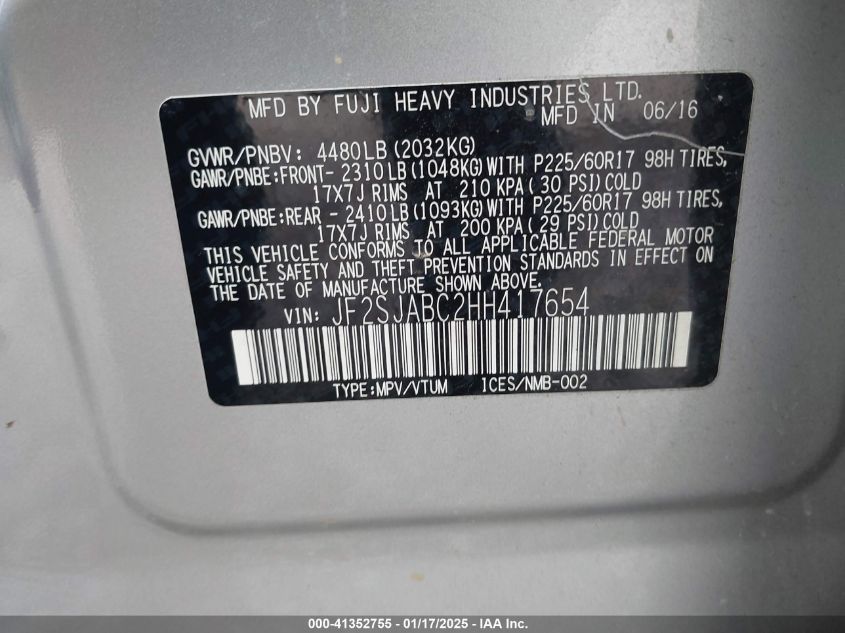 MFD BY FUJI HEAVY INDUSTRIES LTD.
MFD IN 06/16
GVWR/PNBV: 4480LB(2032KG)
GAWR/PNBE:FRONT- 2310LB(1048KG)WITH P225/60R17 98H TIRES,
17X7J RIMS AT 210 KPA(30 PSI)COLD
GAWR/PNBE:REAR - 2410LB(1093KG)WITH P225/60R17 98H TIRES,
17X7J RIMS AT 200 KPA(29 PSI)COLD
THIS VEHICLE CONFORMS TO ALL APPLICABLE FEDERAL MOTOR
VEHICLE SAFETY AND THEFT PREVENTION STANDARDS IN EFFECT ON
THE DATE OF MANUFACTURE SHOWN ABOVE.
VIN: JF2SJABC2HH417654
TYPE:MPV/VTUM ICES/NMB-002
000-41352755 - 01/17/2025 - IAA Inc.